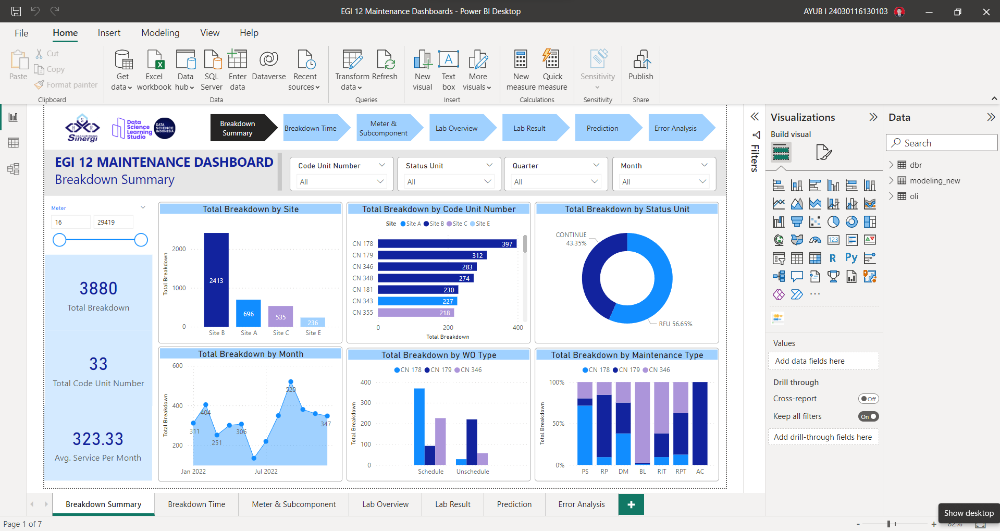 EGI 12 Maintenance Dashboards - Power BI Desktop
AYUB I 24030116130103
File
Home
Insert
Modeling
View
Help
Paste
Cut
Copy
Format painter
Clipboard
Get
data
Excel
workbook
Data
hub
SQL
Server
Enter
data
Dataverse
Recent
sources
Data
Transform
data
Refresh
Queries
New
visual
Text
box
More
visuals
Insert
New
measure
Quick
measure
Calculations
Sensitivity
Sensitivity
Publish
Share
Sinergi
Data
Science
Learning
Studio
DATA
SCIENCE
INDONESIA
Breakdown
Summary
Breakdown Time
Meter &
Subcomponent
Lab Overview
Lab Result
Prediction
Error Analysis
EGI 12 MAINTENANCE DASHBOARD
Breakdown Summary
Code Unit Number
All
Status Unit
All
Quarter
All
Month
All
Meter
16
29419
3880
Total Breakdown
33
Total Code Unit Number
323.33
Avg. Service Per Month
Total Breakdown by Site
Total Breakdown
2000
1000
0
2413
696
535
236
Site B
Site A
Site C
Site E
Total Breakdown by Code Unit Number
Site Site A Site B Site C Site E
CN 178 397
CN 179 312
CN 346 283
CN 348 274
CN 181 230
CN 343 227
CN 355 218
0 200 400
Total Breakdown
Total Breakdown by Status Unit
CONTINUE
43.35%
RFU 56.65%
Total Breakdown by Month
Total Breakdown
600
400
200
311
404
251
306
520
347
Jan 2022
Jul 2022
Total Breakdown by WO Type
CN 178 CN 179 CN 346
Total Breakdown
400
300
200
100
0
Schedule
Unschedule
Total Breakdown by Maintenance Type
CN 178 CN 179 CN 346
Total Breakdown
100%
50%
0%
PS
RP
DM
BL
RIT
RPT
AC
Filters
Visualizations
Build visual
123
R
Py
...
Values
Add data fields here
Drill through
Cross-report
Off
Keep all filters
On
Add drill-through fields here
Data
Search
dbr
modeling_new
oli
Breakdown Summary
Breakdown Time
Meter & Subcomponent
Lab Overview
Lab Result
Prediction
Error Analysis
+
Page 1 of 7
Show desktop
- +
82%